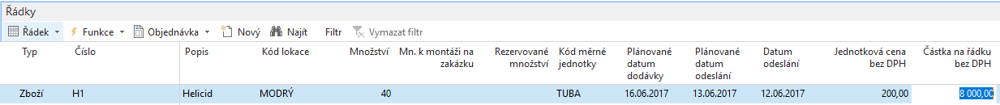 Řádky
Řádek Funkce Objednávka Nový Najít Filtr Vymazat filtr
Typ Číslo Popis Kód lokace Množství Mn. k montáži na zakázku Rezervované množství Kód měrné jednotky Plánované datum dodávky Plánované datum odeslání Datum odeslání Jednotková cena bez DPH Částka na řádku bez DPH
Zboží H1 Helicid MODRÝ 40 TUBA 16.06.2017 13.06.2017 12.06.2017 200,00 8 000,00